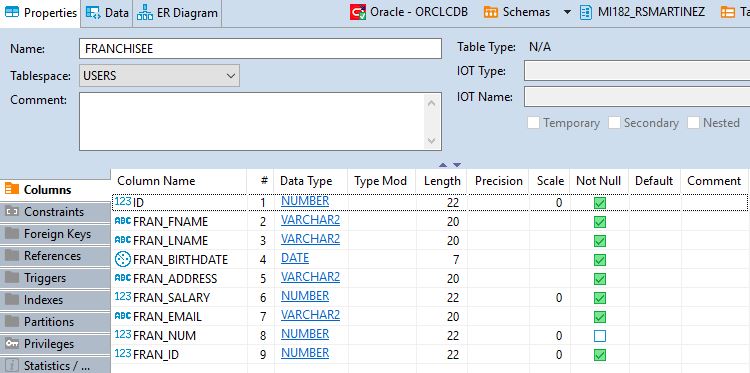 Properties Data ER Diagram Oracle - ORCLCDB Schemas MI182_RSMARTINEZ Ta
Name: FRANCHISEE Table Type: N/A
Tablespace: USERS IOT Type:
Comment: IOT Name:
Temporary Secondary Nested
Columns
Constraints
Foreign Keys
References
Triggers
Indexes
Partitions
Privileges
Statistics / ...
Column Name # Data Type Type Mod Length Precision Scale Not Null Default Comment
123 ID 1 NUMBER 22 0
ABC FRAN_FNAME 2 VARCHAR2 20
ABC FRAN_LNAME 3 VARCHAR2 20
FRAN_BIRTHDATE 4 DATE 7
ABC FRAN_ADDRESS 5 VARCHAR2 20
123 FRAN_SALARY 6 NUMBER 22 0
ABC FRAN_EMAIL 7 VARCHAR2 20
123 FRAN_NUM 8 NUMBER 22 0
123 FRAN_ID 9 NUMBER 22 0